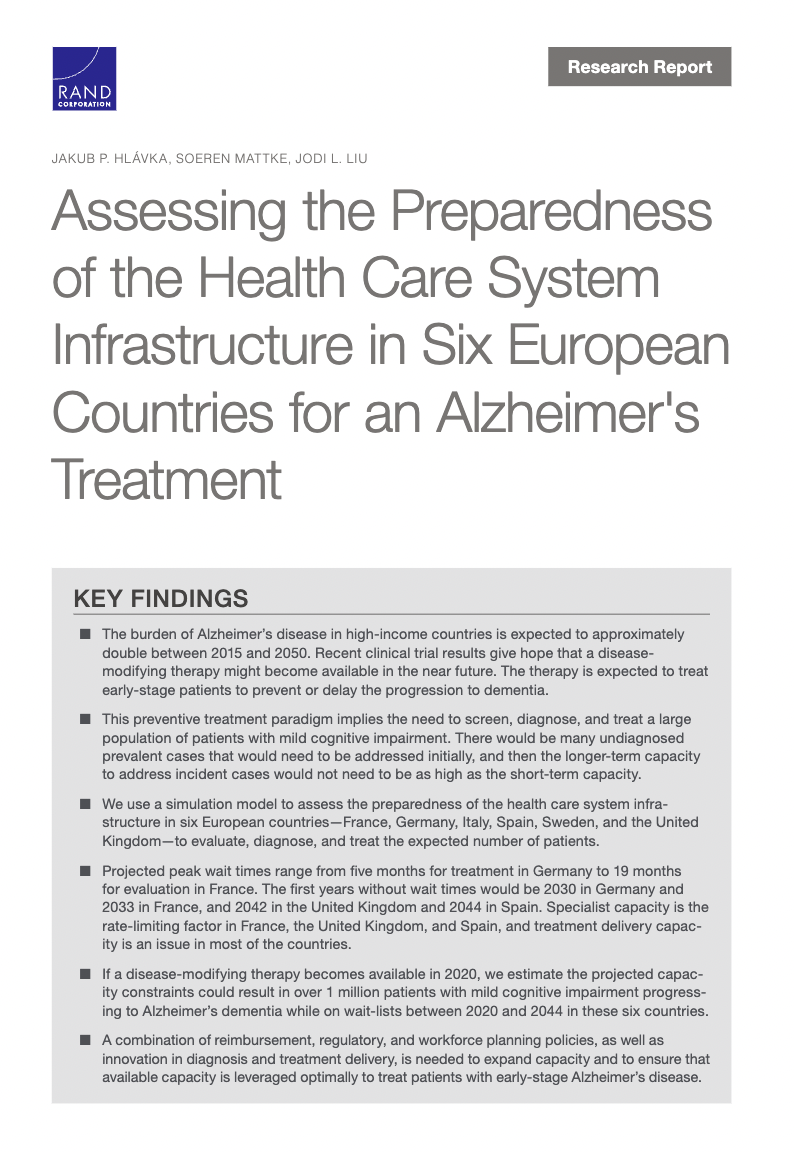 RAND
CORPORATION
Research Report
JAKUB P. HLÁVKA, SOEREN MATTKE, JODI L. LIU
Assessing the Preparedness
of the Health Care System
Infrastructure in Six European
Countries for an Alzheimer's
Treatment
KEY FINDINGS
■ The burden of Alzheimer’s disease in high-income countries is expected to approximately
double between 2015 and 2050. Recent clinical trial results give hope that a disease-
modifying therapy might become available in the near future. The therapy is expected to treat
early-stage patients to prevent or delay the progression to dementia.
■ This preventive treatment paradigm implies the need to screen, diagnose, and treat a large
population of patients with mild cognitive impairment. There would be many undiagnosed
prevalent cases that would need to be addressed initially, and then the longer-term capacity
to address incident cases would not need to be as high as the short-term capacity.
■ We use a simulation model to assess the preparedness of the health care system infra-
structure in six European countries—France, Germany, Italy, Spain, Sweden, and the United
Kingdom—to evaluate, diagnose, and treat the expected number of patients.
■ Projected peak wait times range from five months for treatment in Germany to 19 months
for evaluation in France. The first years without wait times would be 2030 in Germany and
2033 in France, and 2042 in the United Kingdom and 2044 in Spain. Specialist capacity is the
rate-limiting factor in France, the United Kingdom, and Spain, and treatment delivery capac-
ity is an issue in most of the countries.
■ If a disease-modifying therapy becomes available in 2020, we estimate the projected capac-
ity constraints could result in over 1 million patients with mild cognitive impairment progress-
ing to Alzheimer’s dementia while on wait-lists between 2020 and 2044 in these six countries.
■ A combination of reimbursement, regulatory, and workforce planning policies, as well as
innovation in diagnosis and treatment delivery, is needed to expand capacity and to ensure that
available capacity is leveraged optimally to treat patients with early-stage Alzheimer’s disease.